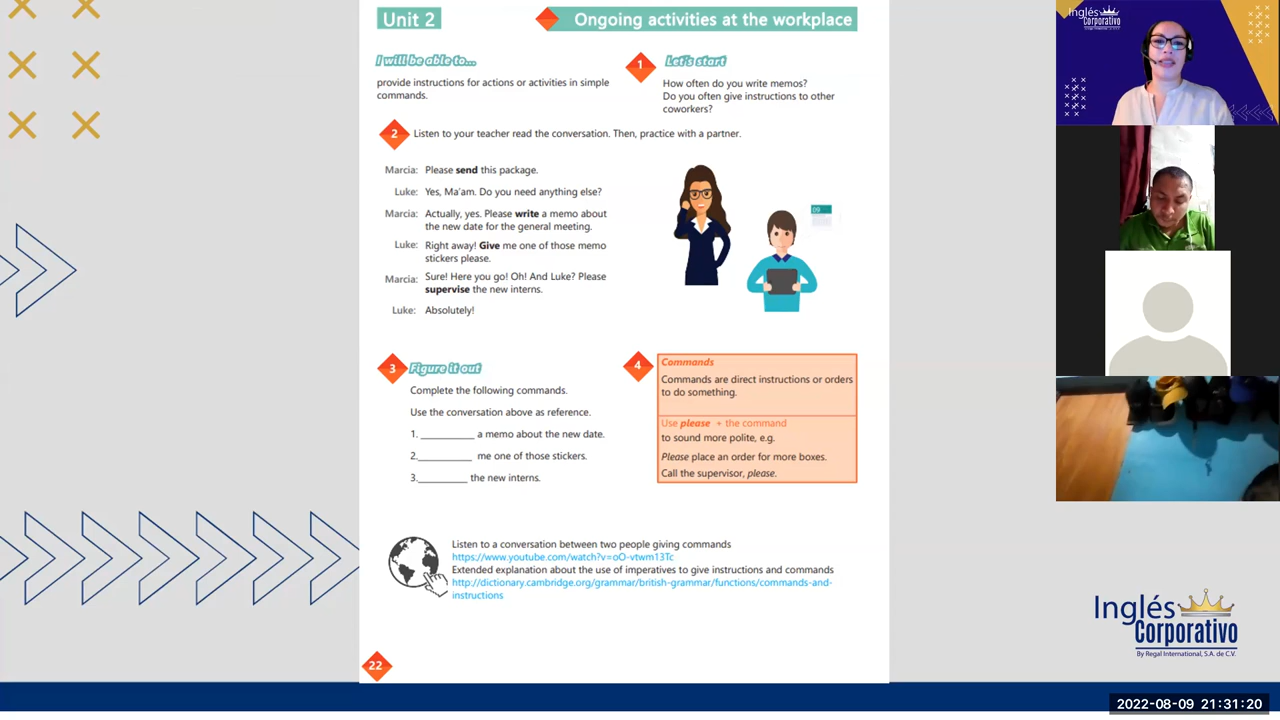 Unit 2
Ongoing activities at the workplace
I will be able to...
provide instructions for actions or activities in simple
commands.
1
Let's start
How often do you write memos?
Do you often give instructions to other
coworkers?
2
Listen to your teacher read the conversation. Then, practice with a partner.
Marcia: Please send this package.
Luke: Yes, Ma'am. Do you need anything else?
Marcia: Actually, yes. Please write a memo about
the new date for the general meeting.
Luke: Right away! Give me one of those memo
stickers please.
Marcia: Sure! Here you go! Oh! And Luke? Please
supervise the new interns.
Luke: Absolutely!
09
3
Figure it out
Complete the following commands.
Use the conversation above as reference.
1. __________ a memo about the new date.
2.__________ me one of those stickers.
3._________ the new interns.
4
Commands
Commands are direct instructions or orders
to do something.
Use please + the command
to sound more polite, e.g.
Please place an order for more boxes.
Call the supervisor, please.
Listen to a conversation between two people giving commands
https://www.youtube.com/watch?v=oO-vtwm13Tc
Extended explanation about the use of imperatives to give instructions and commands
http://dictionary.cambridge.org/grammar/british-grammar/functions/commands-and-
instructions
22
Inglés
Corporativo
Inglés
Corporativo
By Regal International, S.A. de C.V.
2022-08-09 21:31:20